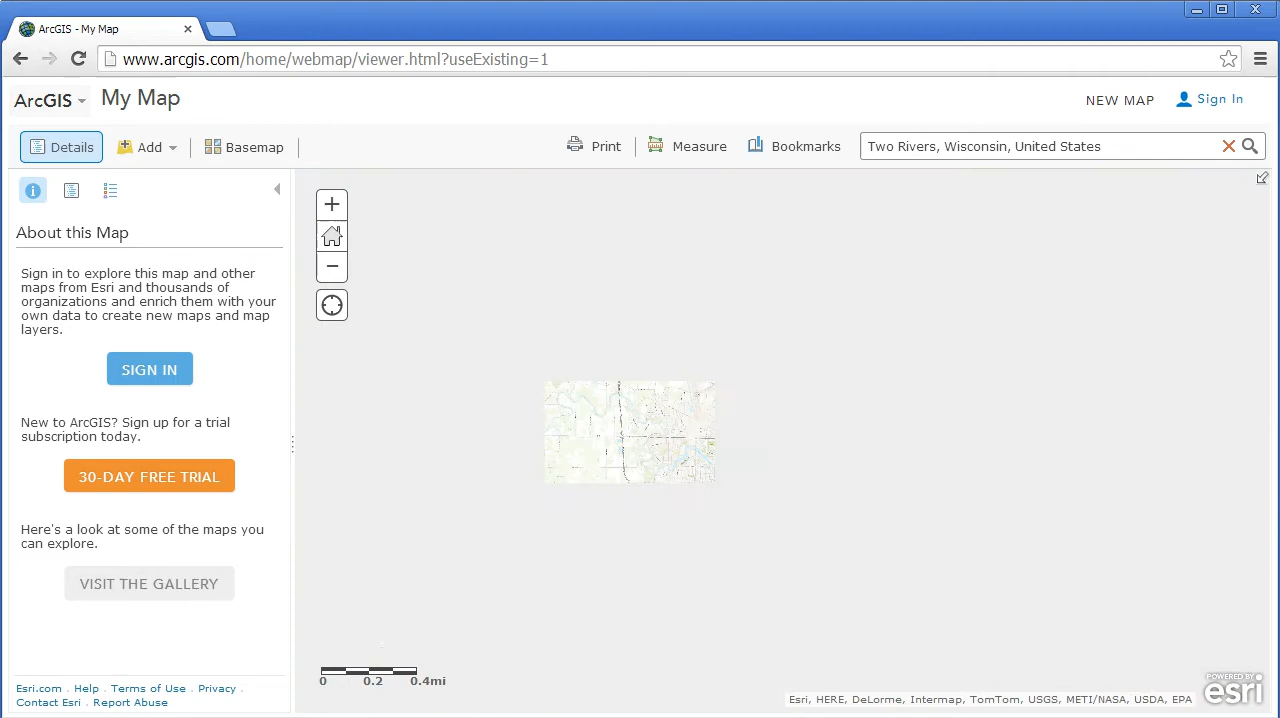 ArcGIS - My Map
www.arcgis.com/home/webmap/viewer.html?useExisting=1
ArcGIS My Map
NEW MAP Sign In
Details Add Basemap Print Measure Bookmarks Two Rivers, Wisconsin, United States
About this Map
Sign in to explore this map and other
maps from Esri and thousands of
organizations and enrich them with your
own data to create new maps and map
layers.
SIGN IN
New to ArcGIS? Sign up for a trial
subscription today.
30-DAY FREE TRIAL
Here's a look at some of the maps you
can explore.
VISIT THE GALLERY
Esri.com . Help . Terms of Use . Privacy .
Contact Esri . Report Abuse
0 0.2 0.4mi
Esri, HERE, DeLorme, Intermap, TomTom, USGS, METI/NASA, USDA, EPA
POWERED BY
esri